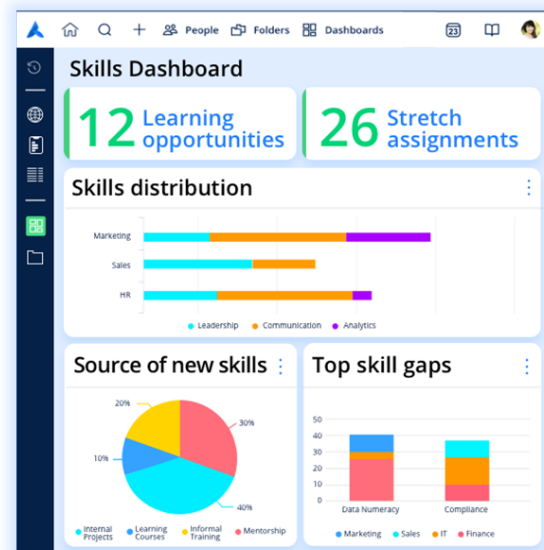 People Folders Dashboards 23
Skills Dashboard
12 Learning opportunities
26 Stretch assignments
Skills distribution
Marketing
Sales
HR
Leadership Communication Analytics
Source of new skills
20%
30%
10%
40%
Internal Projects Learning Courses Informal Training Mentorship
Top skill gaps
50
40
30
20
10
0
Data Numeracy Compliance
Marketing Sales IT Finance